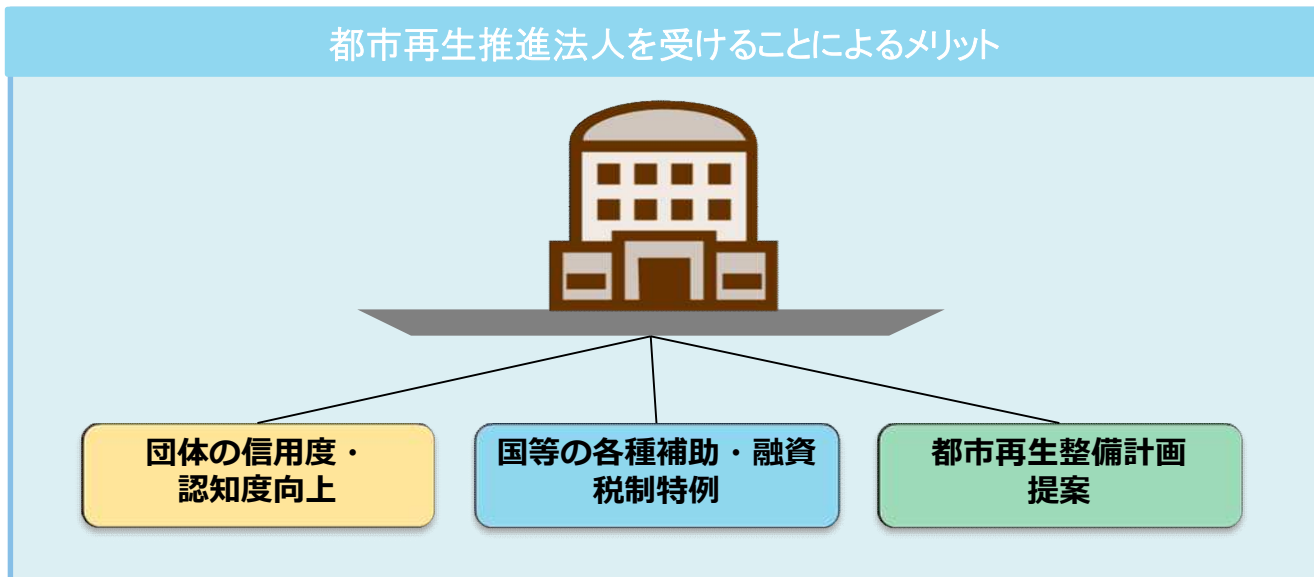 都市再生推進法人を受けることによるメリット
団体の信用度・
認知度向上
国等の各種補助・融資
税制特例
都市再生整備計画
提案